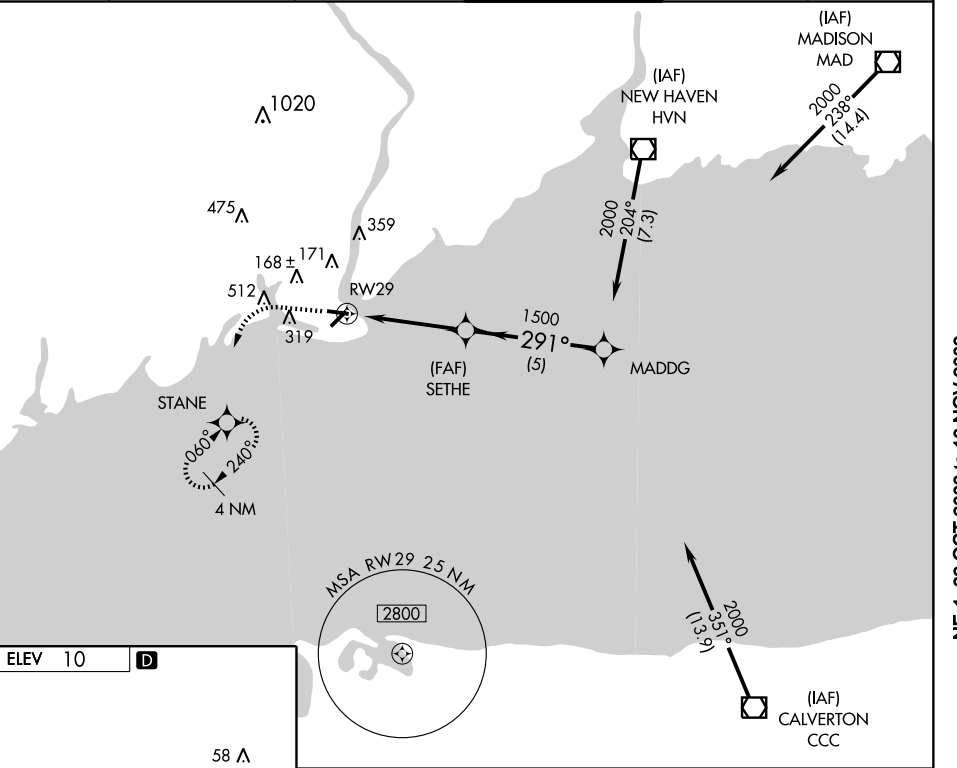 (IAF)
MADISON
MAD
2000
238°
(14.4)
(IAF)
NEW HAVEN
HVN
2000
204°
(7.3)
1020
475
359
168 ±
171
512
319
RW29
1500
291°
(5)
(FAF)
SETHE
MADDG
STANE
060°
240°
4 NM
MSA RW29 25 NM
2800
2000
351°
(13.9)
(IAF)
CALVERTON
CCC
ELEV 10
D
58